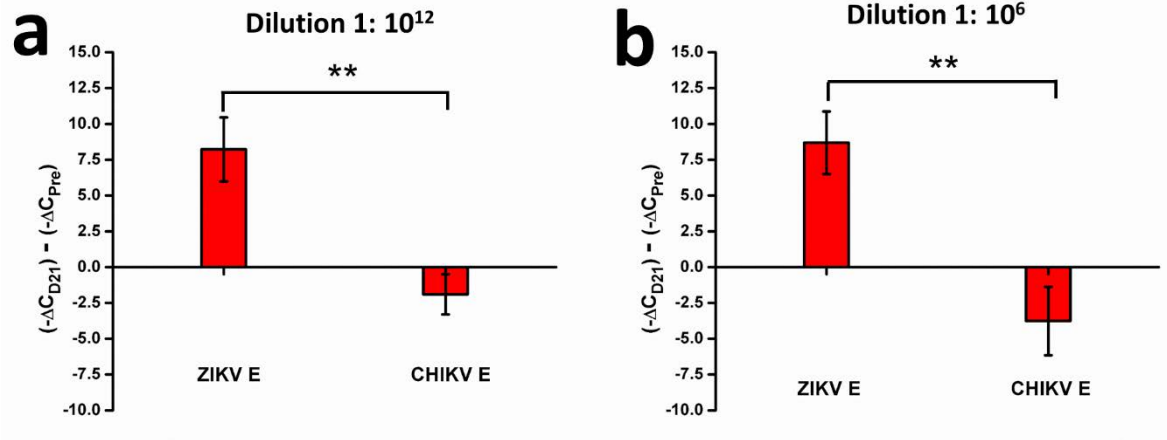 a
Dilution 1: 10¹²
15.0
12.5
10.0
7.5
5.0
2.5
0.0
-2.5
-5.0
-7.5
-10.0
(-ΔC_D21) - (-ΔC_Pre)
**
ZIKV E
CHIKV E
b
Dilution 1: 10⁶
15.0
12.5
10.0
7.5
5.0
2.5
0.0
-2.5
-5.0
-7.5
-10.0
(-ΔC_D21) - (-ΔC_Pre)
**
ZIKV E
CHIKV E